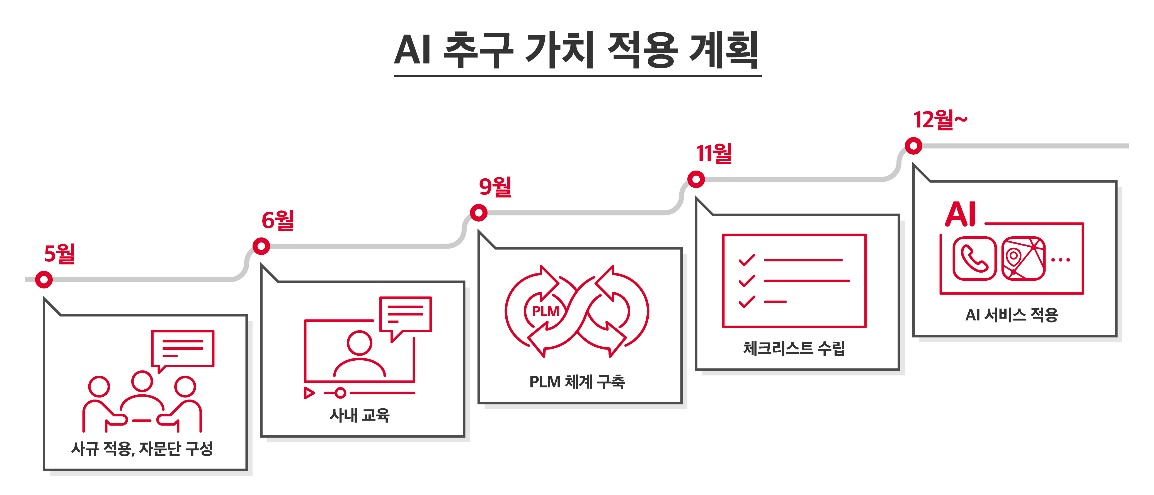 AI 추구 가치 적용 계획
5월
사규 적용, 자문단 구성
6월
사내 교육
9월
PLM
PLM 체계 구축
11월
체크리스트 수립
12월~
AI
...
AI 서비스 적용